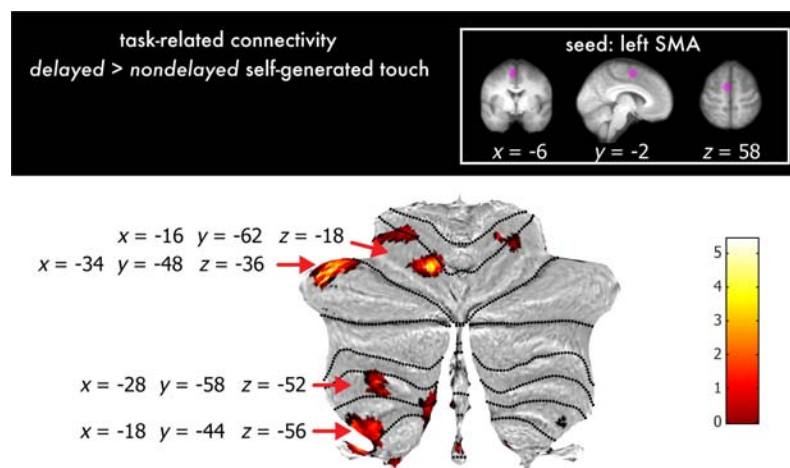 task-related connectivity
delayed > nondelayed self-generated touch
seed: left SMA
x = -6 y = -2 z = 58
x = -16 y = -62 z = -18
x = -34 y = -48 z = -36
x = -28 y = -58 z = -52
x = -18 y = -44 z = -56
5
4
3
2
1
0